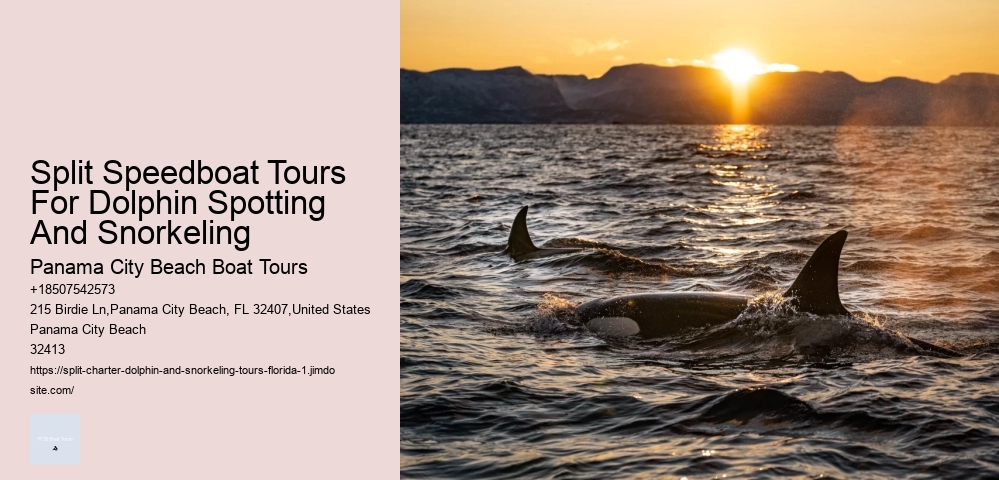 Split Speedboat Tours
For Dolphin Spotting
And Snorkeling
Panama City Beach Boat Tours
+18507542573
215 Birdie Ln,Panama City Beach, FL 32407,United States
Panama City Beach
32413
https://split-charter-dolphin-and-snorkeling-tours-florida-1.jimdo
site.com/